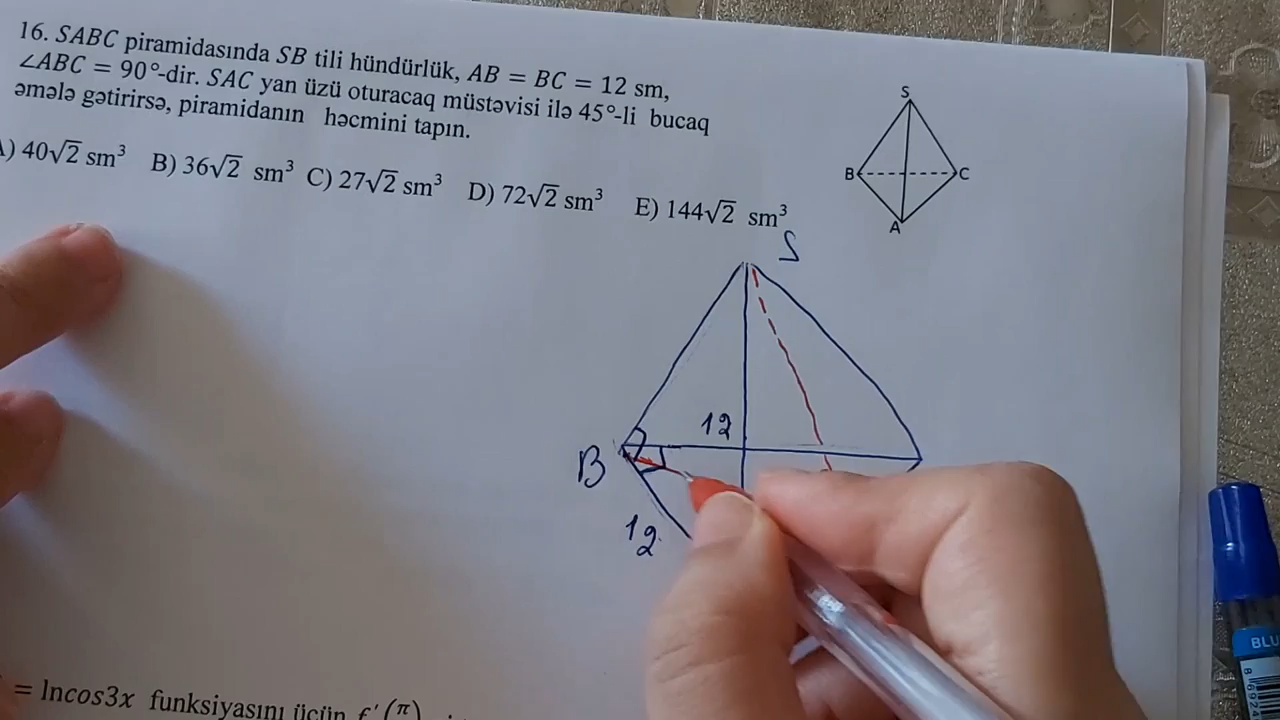 16. SABC piramidasında SB tili hündürlük, AB = BC = 12 sm,
∠ABC = 90°-dir. SAC yan üzü oturacaq müstəvisi ilə 45°-li bucaq
əmələ gətirirsə, piramidanın həcmini tapın.
A) 40√2 sm³ B) 36√2 sm³ C) 27√2 sm³ D) 72√2 sm³ E) 144√2 sm³
S
B
C
A
S
12
B
12
= lncos3x funksiyasını üçün f′(π)
BLU